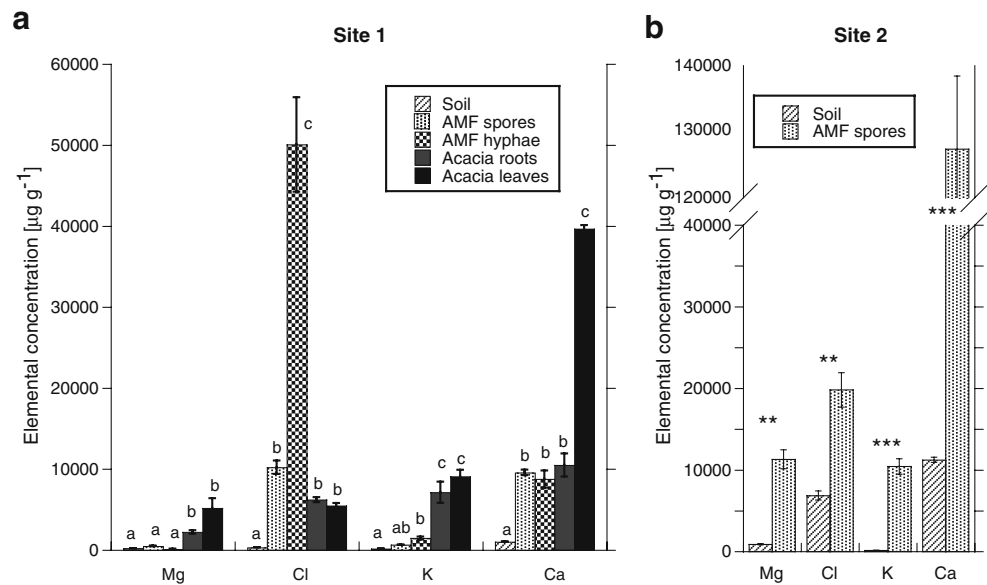 a
Site 1
Elemental concentration [µg g-1]
60000
50000
40000
30000
20000
10000
0
Soil
AMF spores
AMF hyphae
Acacia roots
Acacia leaves
a a a b b
a b c b b
a ab b c c
a b b b c
Mg Cl K Ca
b
Site 2
Elemental concentration [µg g-1]
140000
130000
120000
40000
30000
20000
10000
0
Soil
AMF spores
** ** *** ***
Mg Cl K Ca